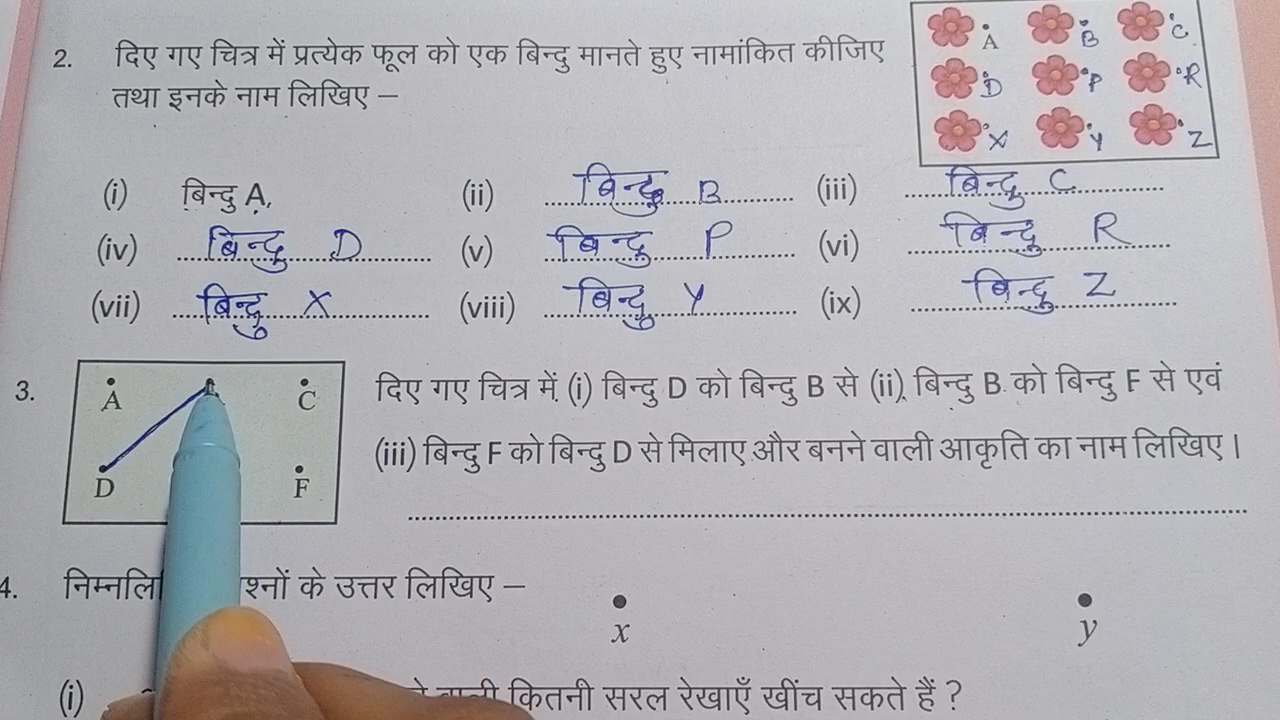 2. दिए गए चित्र में प्रत्येक फूल को एक बिन्दु मानते हुए नामांकित कीजिए
तथा इनके नाम लिखिए –
A B C
D P R
X Y Z
(i) बिन्दु A, (ii) बिन्दु B (iii) बिन्दु C
(iv) बिन्दु D (v) बिन्दु P (vi) बिन्दु R
(vii) बिन्दु X (viii) बिन्दु Y (ix) बिन्दु Z
3. A C
D F
दिए गए चित्र में (i) बिन्दु D को बिन्दु B से (ii) बिन्दु B को बिन्दु F से एवं
(iii) बिन्दु F को बिन्दु D से मिलाए और बनने वाली आकृति का नाम लिखिए।
4. के उत्तर लिखिए –
x y
(i) कितनी सरल रेखाएँ खींच सकते हैं ?